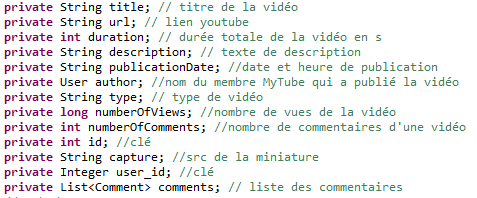 private String title; // titre de la vidéo
private String url; // lien youtube
private int duration; // durée totale de la vidéo en s
private String description; // texte de description
private String publicationDate; //date et heure de publication
private User author; //nom du membre MyTube qui a publié la vidéo
private String type; // type de vidéo
private long numberOfViews; //nombre de vues de la vidéo
private int numberOfComments; //nombre de commentaires d'une vidéo
private int id; //clé
private String capture; //src de la miniature
private Integer user_id; //clé
private List<Comment> comments; // liste des commentaires